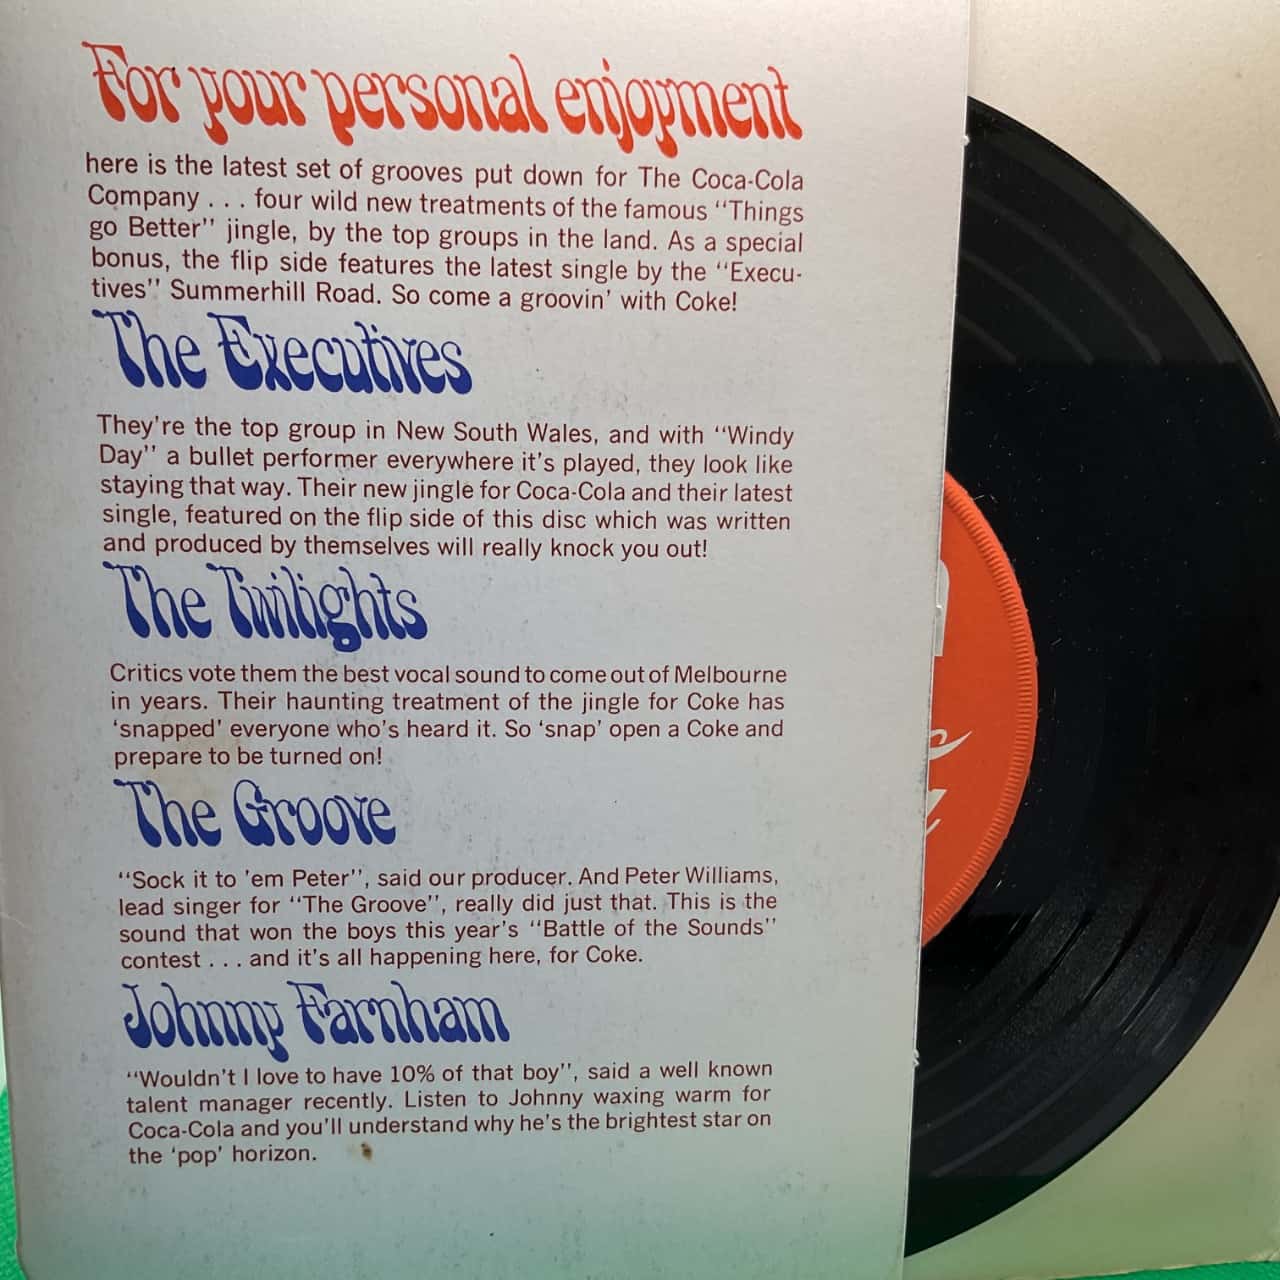 For your personal enjoyment
here is the latest set of grooves put down for The Coca-Cola
Company . . . four wild new treatments of the famous "Things
go Better" jingle, by the top groups in the land. As a special
bonus, the flip side features the latest single by the "Execu-
tives" Summerhill Road. So come a groovin' with Coke!
The Executives
They're the top group in New South Wales, and with "Windy
Day" a bullet performer everywhere it's played, they look like
staying that way. Their new jingle for Coca-Cola and their latest
single, featured on the flip side of this disc which was written
and produced by themselves will really knock you out!
The Twilights
Critics vote them the best vocal sound to come out of Melbourne
in years. Their haunting treatment of the jingle for Coke has
'snapped' everyone who's heard it. So 'snap' open a Coke and
prepare to be turned on!
The Groove
"Sock it to 'em Peter", said our producer. And Peter Williams,
lead singer for "The Groove", really did just that. This is the
sound that won the boys this year's "Battle of the Sounds"
contest . . . and it's all happening here, for Coke.
Johnny Farnham
"Wouldn't I love to have 10% of that boy", said a well known
talent manager recently. Listen to Johnny waxing warm for
Coca-Cola and you'll understand why he's the brightest star on
the 'pop' horizon.